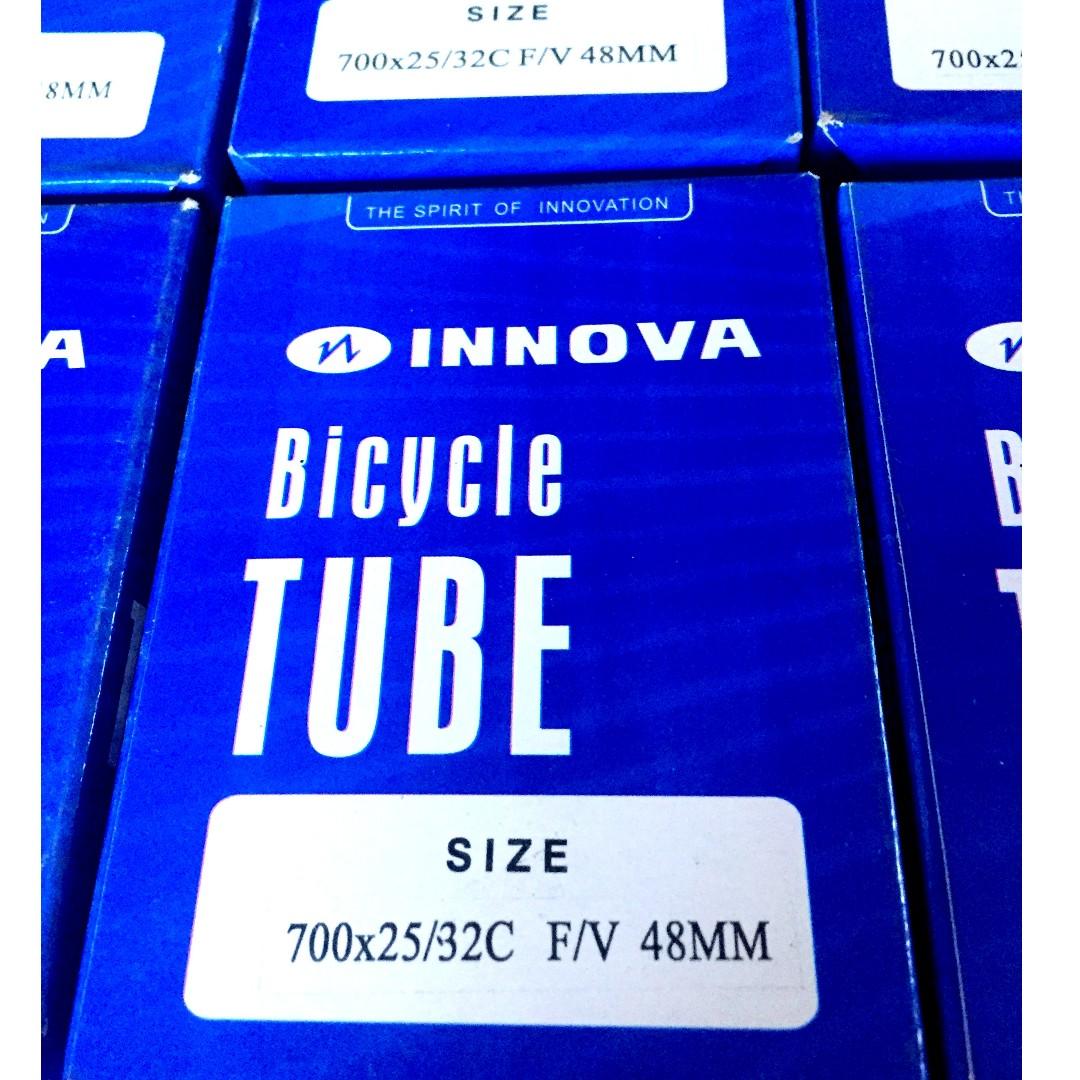 SIZE
700x25/32C F/V 48MM
8MM
700x2
THE SPIRIT OF INNOVATION
INNOVA
Bicycle
TUBE
SIZE
700x25/32C F/V 48MM
A